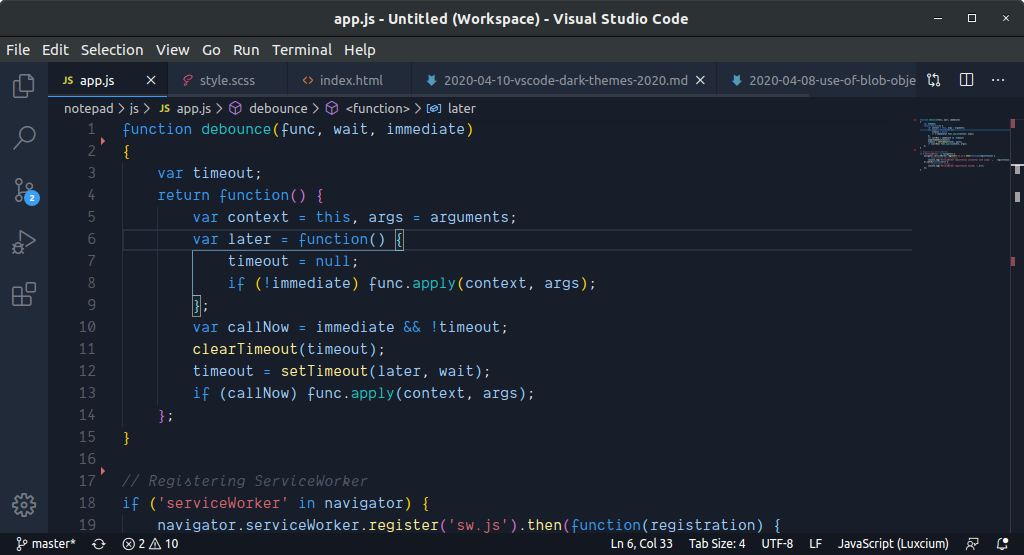 app.js - Untitled (Workspace) - Visual Studio Code
File Edit Selection View Go Run Terminal Help
JS app.js style.scss index.html 2020-04-10-vscode-dark-themes-2020.md 2020-04-08-use-of-blob-obje
notepad > js > JS app.js > debounce > <function> > later
1 function debounce(func, wait, immediate)
2 {
3 var timeout;
4 return function() {
5 var context = this, args = arguments;
6 var later = function() {
7 timeout = null;
8 if (!immediate) func.apply(context, args);
9 };
10 var callNow = immediate && !timeout;
11 clearTimeout(timeout);
12 timeout = setTimeout(later, wait);
13 if (callNow) func.apply(context, args);
14 };
15 }
16
17 // Registering ServiceWorker
18 if ('serviceWorker' in navigator) {
19 navigator.serviceWorker.register('sw.js').then(function(registration) {
2
master* 2 10 Ln 6, Col 33 Tab Size: 4 UTF-8 LF JavaScript (Luxcium)